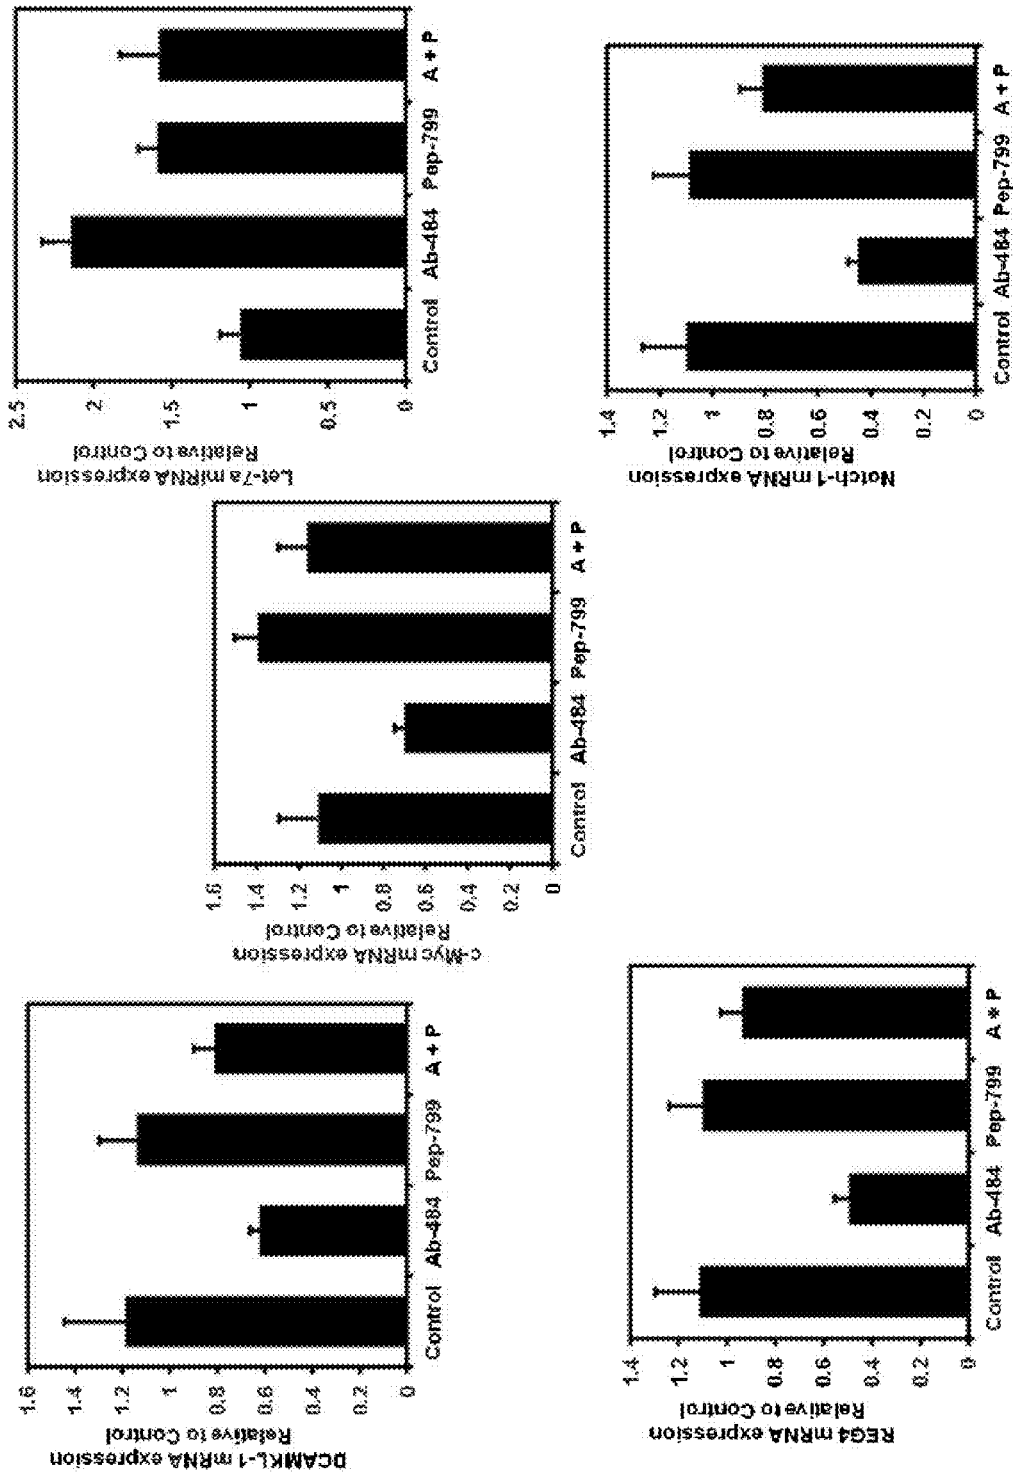 DCAMKL-1 mRNA expression
Relative to Control
1.6
1.4
1.2
1
0.8
0.6
0.4
0.2
0
Control Ab-484 Pep-799 A + P
c-Myc mRNA expression
Relative to Control
1.6
1.4
1.2
1
0.8
0.6
0.4
0.2
0
Control Ab-484 Pep-799 A + P
Let-7a miRNA expression
Relative to Control
2.5
2
1.5
1
0.5
0
Control Ab-484 Pep-799 A + P
REG4 mRNA expression
Relative to Control
1.4
1.2
1
0.8
0.6
0.4
0.2
0
Control Ab-484 Pep-799 A + P
Notch-1 mRNA expression
Relative to Control
1.4
1.2
1
0.8
0.6
0.4
0.2
0
Control Ab-484 Pep-799 A + P